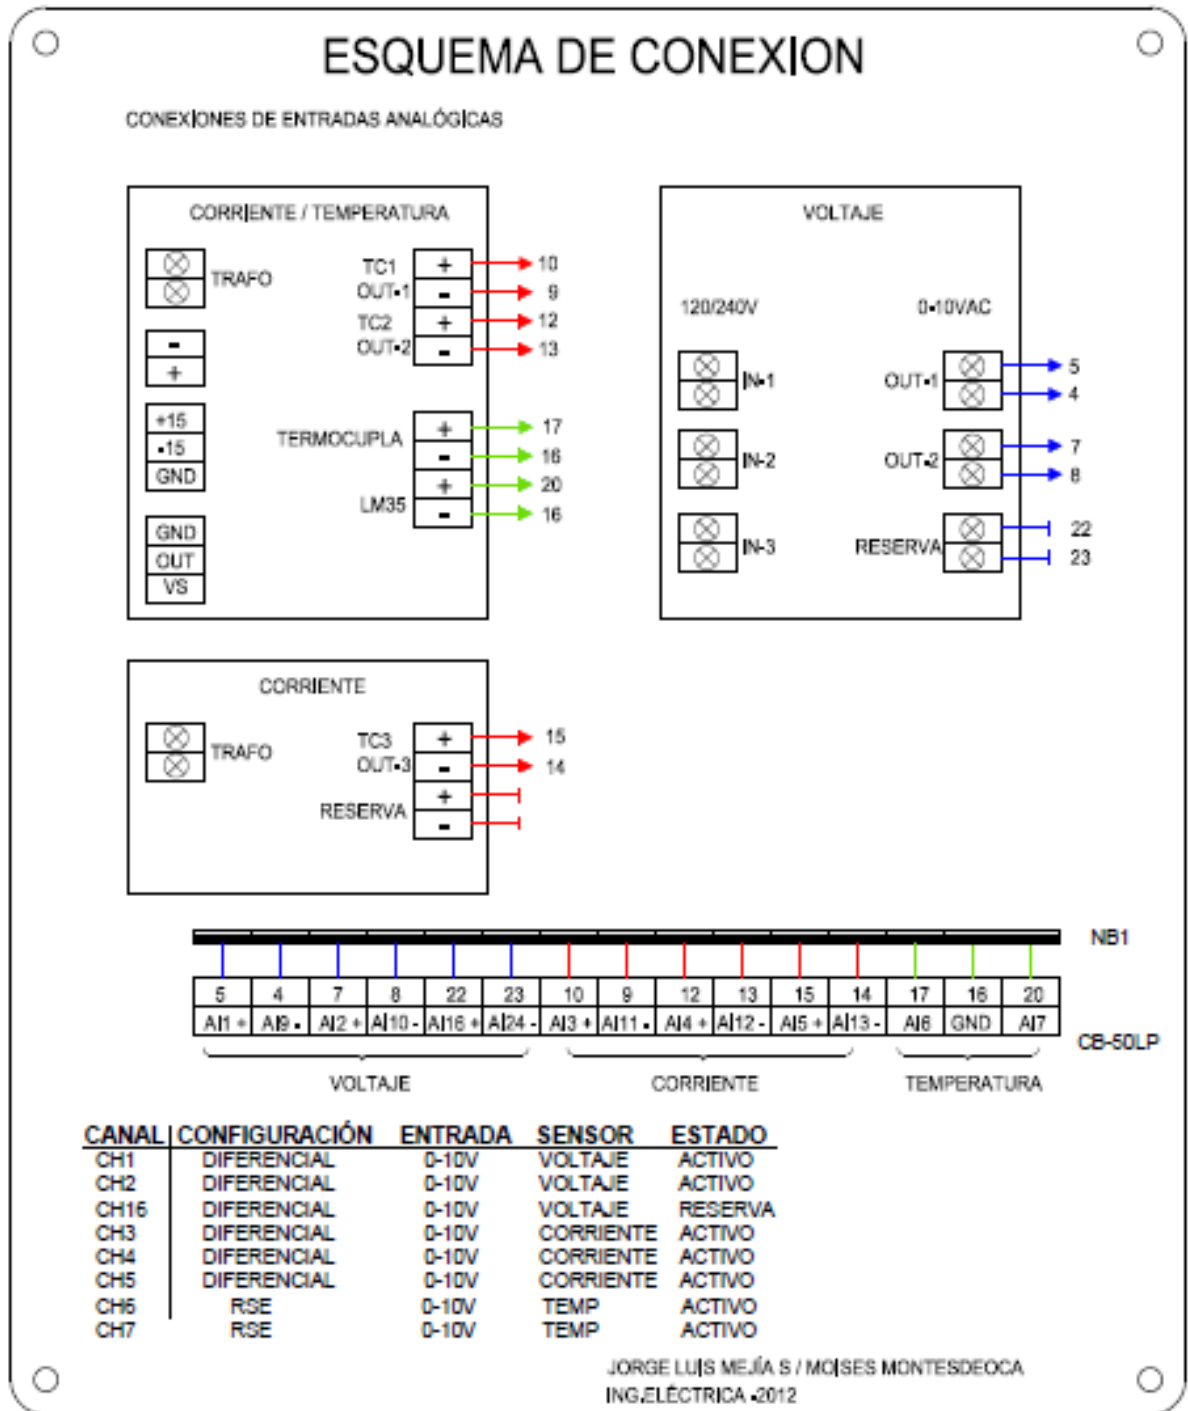 ESQUEMA DE CONEXION
CONEXIONES DE ENTRADAS ANALÓGICAS
CORRIENTE / TEMPERATURA
TRAFO
-
+
+15
-15
GND
GND
OUT
VS
TC1 + 10
OUT-1 - 9
TC2 + 12
OUT-2 - 13
TERMOCUPLA + 17
- 16
LM35 + 20
- 16
VOLTAJE
120/240V 0-10VAC
IN-1 OUT-1 5
4
IN-2 OUT-2 7
8
IN-3 RESERVA 22
23
CORRIENTE
TRAFO
TC3 + 15
OUT-3 - 14
RESERVA +
-
NB1
5 4 7 8 22 23 10 9 12 13 15 14 17 16 20
AI1 + AI9 - AI2 + AI10 - AI16 + AI24 - AI3 + AI11 - AI4 + AI12 - AI5 + AI13 - AI6 GND AI7
CB-50LP
VOLTAJE CORRIENTE TEMPERATURA
CANAL CONFIGURACIÓN ENTRADA SENSOR ESTADO
CH1 DIFERENCIAL 0-10V VOLTAJE ACTIVO
CH2 DIFERENCIAL 0-10V VOLTAJE ACTIVO
CH16 DIFERENCIAL 0-10V VOLTAJE RESERVA
CH3 DIFERENCIAL 0-10V CORRIENTE ACTIVO
CH4 DIFERENCIAL 0-10V CORRIENTE ACTIVO
CH5 DIFERENCIAL 0-10V CORRIENTE ACTIVO
CH6 RSE 0-10V TEMP ACTIVO
CH7 RSE 0-10V TEMP ACTIVO
JORGE LUIS MEJÍA S / MOISES MONTESDEOCA
ING.ELÉCTRICA -2012